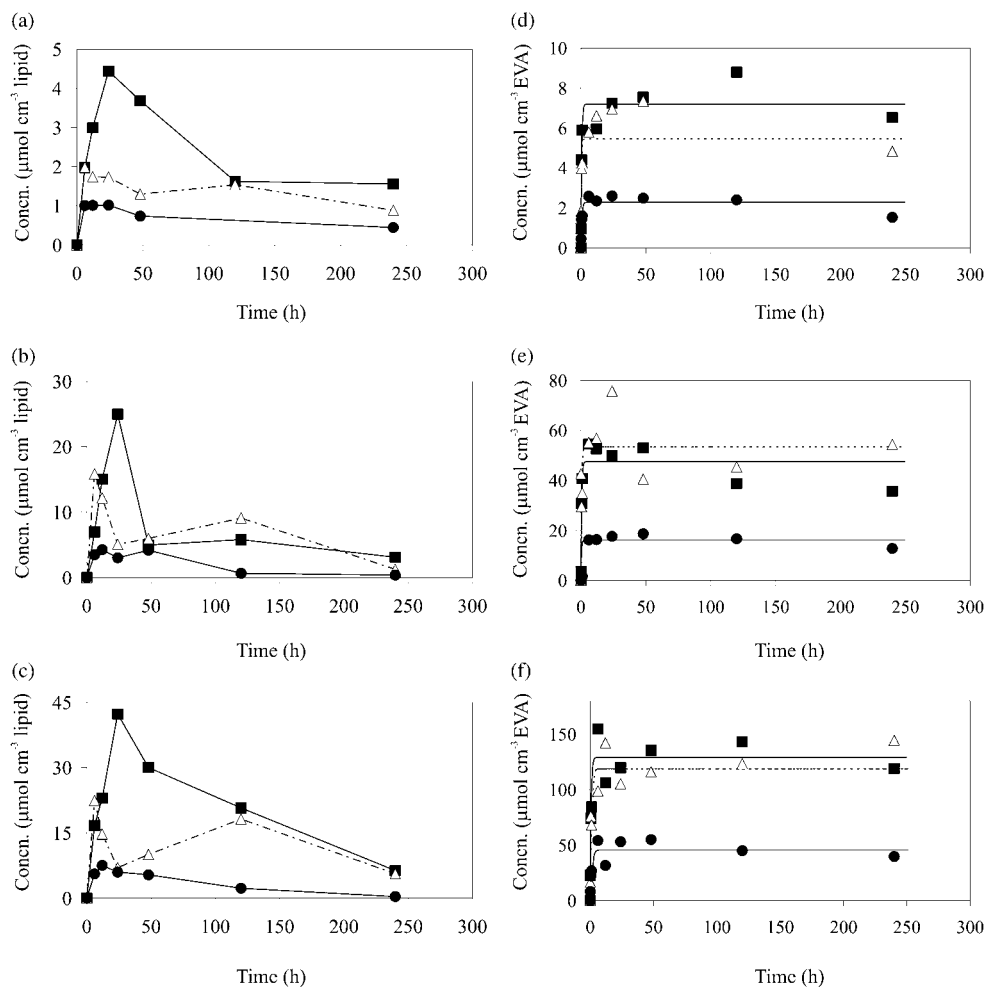 (a)
Concn. (µmol cm⁻³ lipid)
5
4
3
2
1
0
0 50 100 150 200 250 300
Time (h)
(d)
Concn. (µmol cm⁻³ EVA)
10
8
6
4
2
0
0 50 100 150 200 250 300
Time (h)
(b)
Concn. (µmol cm⁻³ lipid)
30
20
10
0
0 50 100 150 200 250 300
Time (h)
(e)
Concn. (µmol cm⁻³ EVA)
80
60
40
20
0
0 50 100 150 200 250 300
Time (h)
(c)
Concn. (µmol cm⁻³ lipid)
45
30
15
0
0 50 100 150 200 250 300
Time (h)
(f)
Concn. (µmol cm⁻³ EVA)
150
100
50
0
0 50 100 150 200 250 300
Time (h)